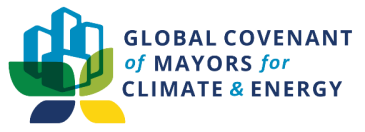 GLOBAL COVENANT
of MAYORS for
CLIMATE & ENERGY